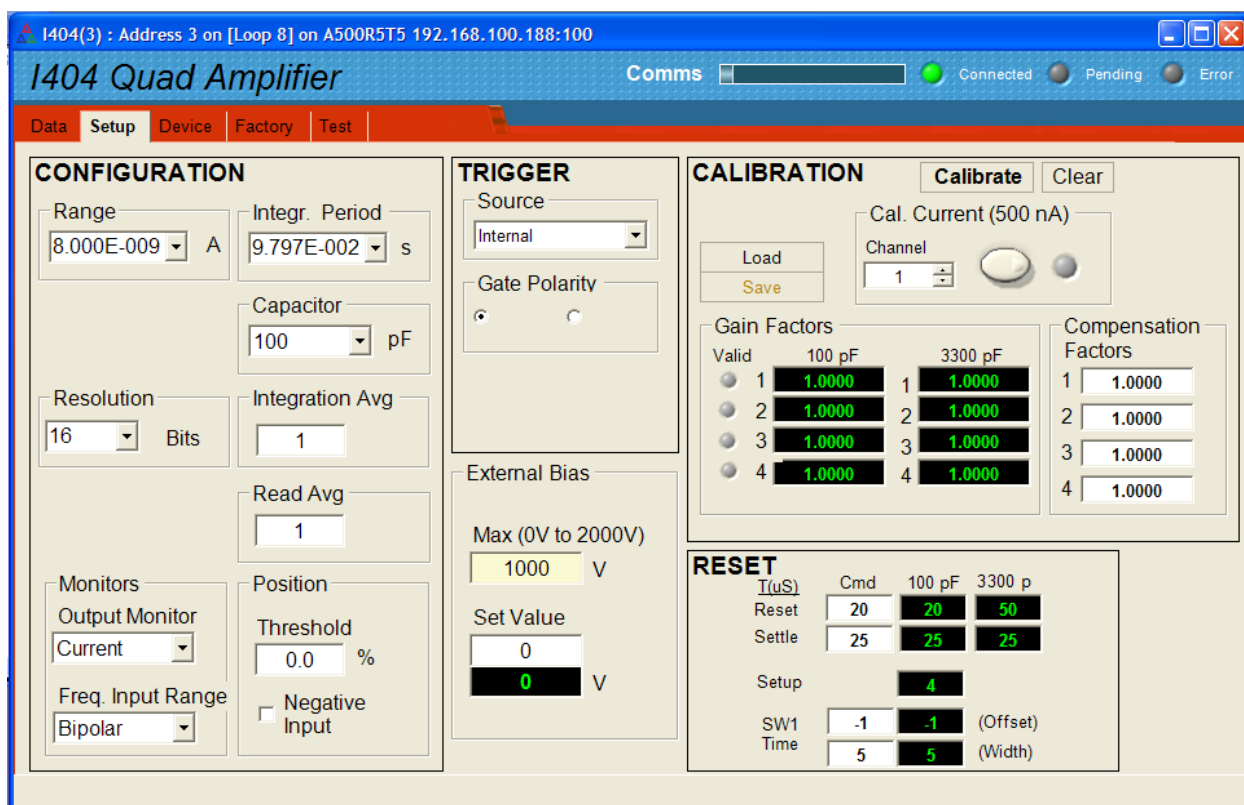 I404(3) : Address 3 on [Loop 8] on A500R5T5 192.168.100.188:100
I404 Quad Amplifier
Comms
Connected
Pending
Error
Data
Setup
Device
Factory
Test
CONFIGURATION
Range
8.000E-009 A
Integr. Period
9.797E-002 s
Capacitor
100 pF
Resolution
16 Bits
Integration Avg
1
Read Avg
1
Monitors
Output Monitor
Current
Freq. Input Range
Bipolar
Position
Threshold
0.0 %
Negative
Input
TRIGGER
Source
Internal
Gate Polarity
External Bias
Max (0V to 2000V)
1000 V
Set Value
0
0 V
CALIBRATION
Calibrate
Clear
Load
Save
Cal. Current (500 nA)
Channel
1
Gain Factors
Valid 100 pF 3300 pF
1 1.0000 1 1.0000
2 1.0000 2 1.0000
3 1.0000 3 1.0000
4 1.0000 4 1.0000
Compensation
Factors
1 1.0000
2 1.0000
3 1.0000
4 1.0000
RESET
T(uS) Cmd 100 pF 3300 p
Reset 20 20 50
Settle 25 25 25
Setup 4
SW1
Time
-1 -1 (Offset)
5 5 (Width)